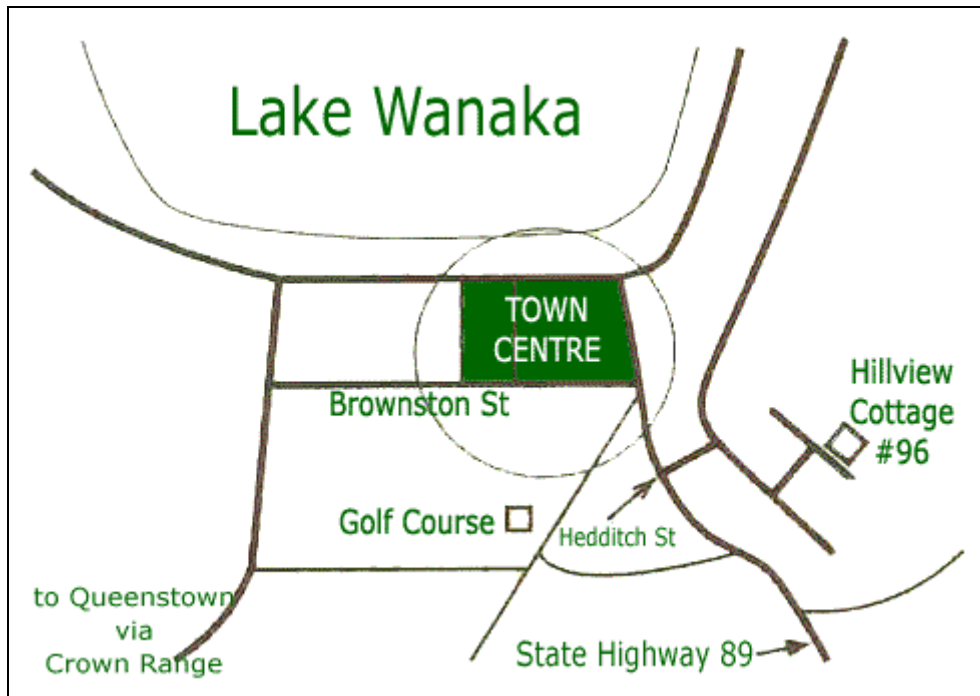 Lake Wanaka
TOWN
CENTRE
Brownston St
Hillview
Cottage
#96
Golf Course
Hedditch St
to Queenstown
via
Crown Range
State Highway 89